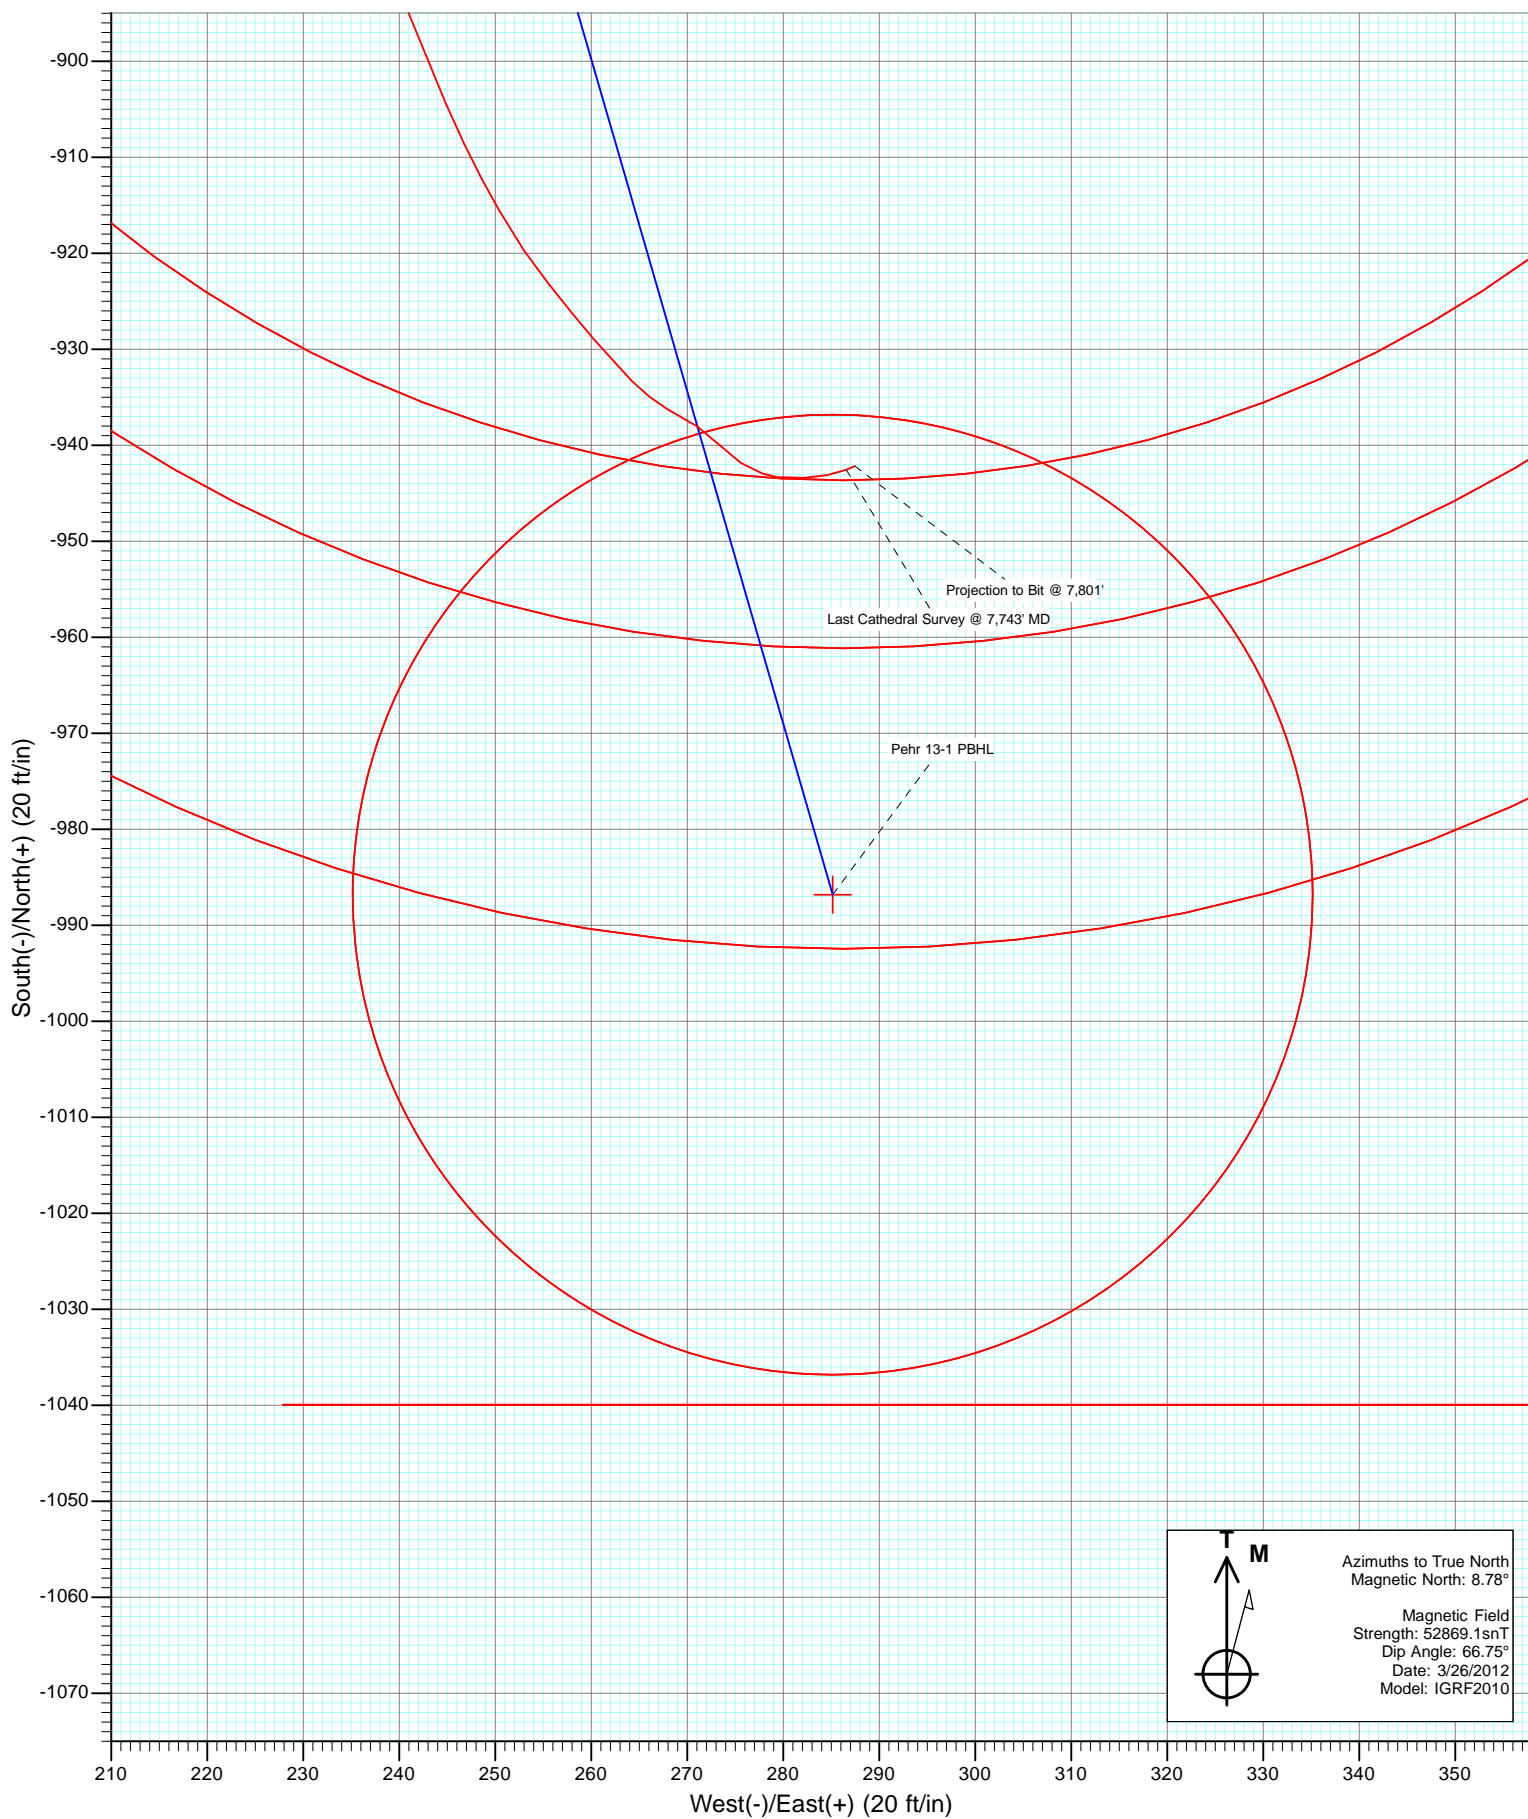 -900
-910
-920
-930
-940
-950
-960
-970
-980
-990
-1000
-1010
-1020
-1030
-1040
-1050
-1060
-1070
South(-)/North(+) (20 ft/in)
Projection to Bit @ 7,801'
Last Cathedral Survey @ 7,743' MD
Pehr 13-1 PBHL
T
M
Azimuths to True North
Magnetic North: 8.78°
Magnetic Field
Strength: 52869.1snT
Dip Angle: 66.75°
Date: 3/26/2012
Model: IGRF2010
210 220 230 240 250 260 270 280 290 300 310 320 330 340 350
West(-)/East(+) (20 ft/in)